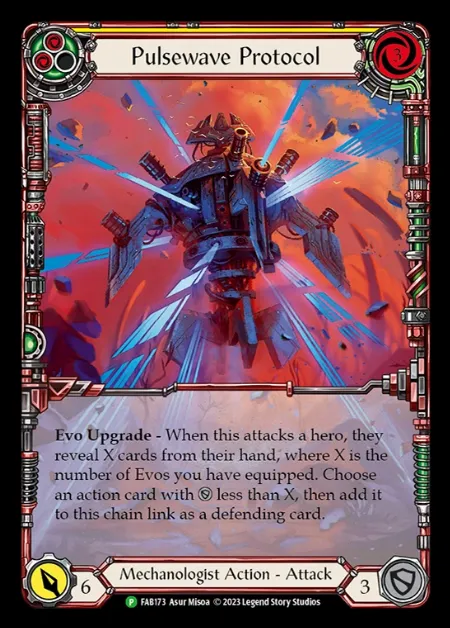 Pulsewave Protocol
3
Evo Upgrade - When this attacks a hero, they
reveal X cards from their hand, where X is the
number of Evos you have equipped. Choose
an action card with less than X, then add it
to this chain link as a defending card.
6
Mechanologist Action - Attack
3
P FAB173 Asur Misoa © 2023 Legend Story Studios